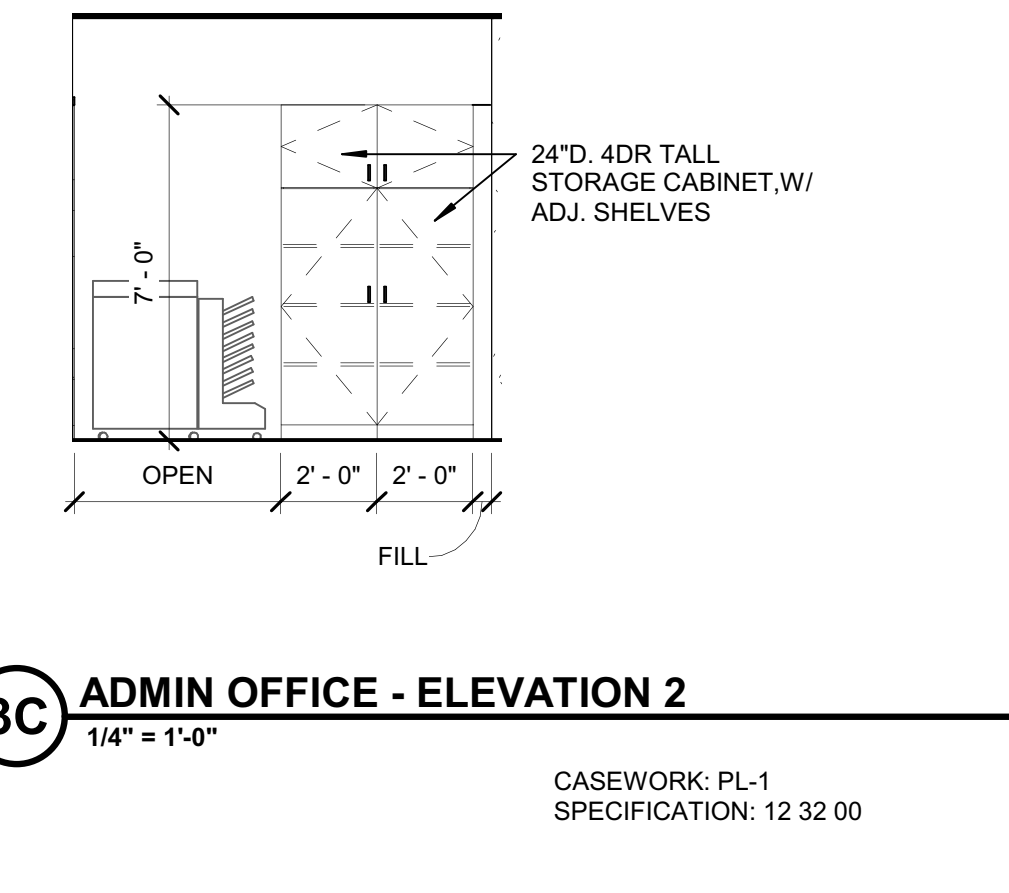 24"D. 4DR TALL
STORAGE CABINET,W/
ADJ. SHELVES
7' - 0"
OPEN
2' - 0"
2' - 0"
FILL
3C
ADMIN OFFICE - ELEVATION 2
1/4" = 1'-0"
CASEWORK: PL-1
SPECIFICATION: 12 32 00